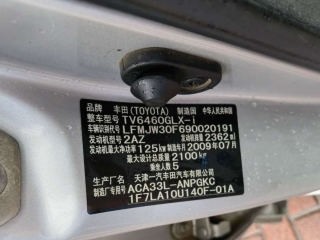 品牌 丰田(TOYOTA) 制造国 中华人民共和国
整车型号 TV6460GLX-i
车辆识别代号 LFMJW30F690020191
发动机型号 2AZ 发动机排量 2362ml
发动机最大净功率 125kW 制造年月 2009年07月
最大设计总质量 2100kg
乘坐人数 5
生产厂名 天津一汽丰田汽车有限公司
制造厂专用号 ACA33L-ANPGKC
1F7LA10U140F-01A